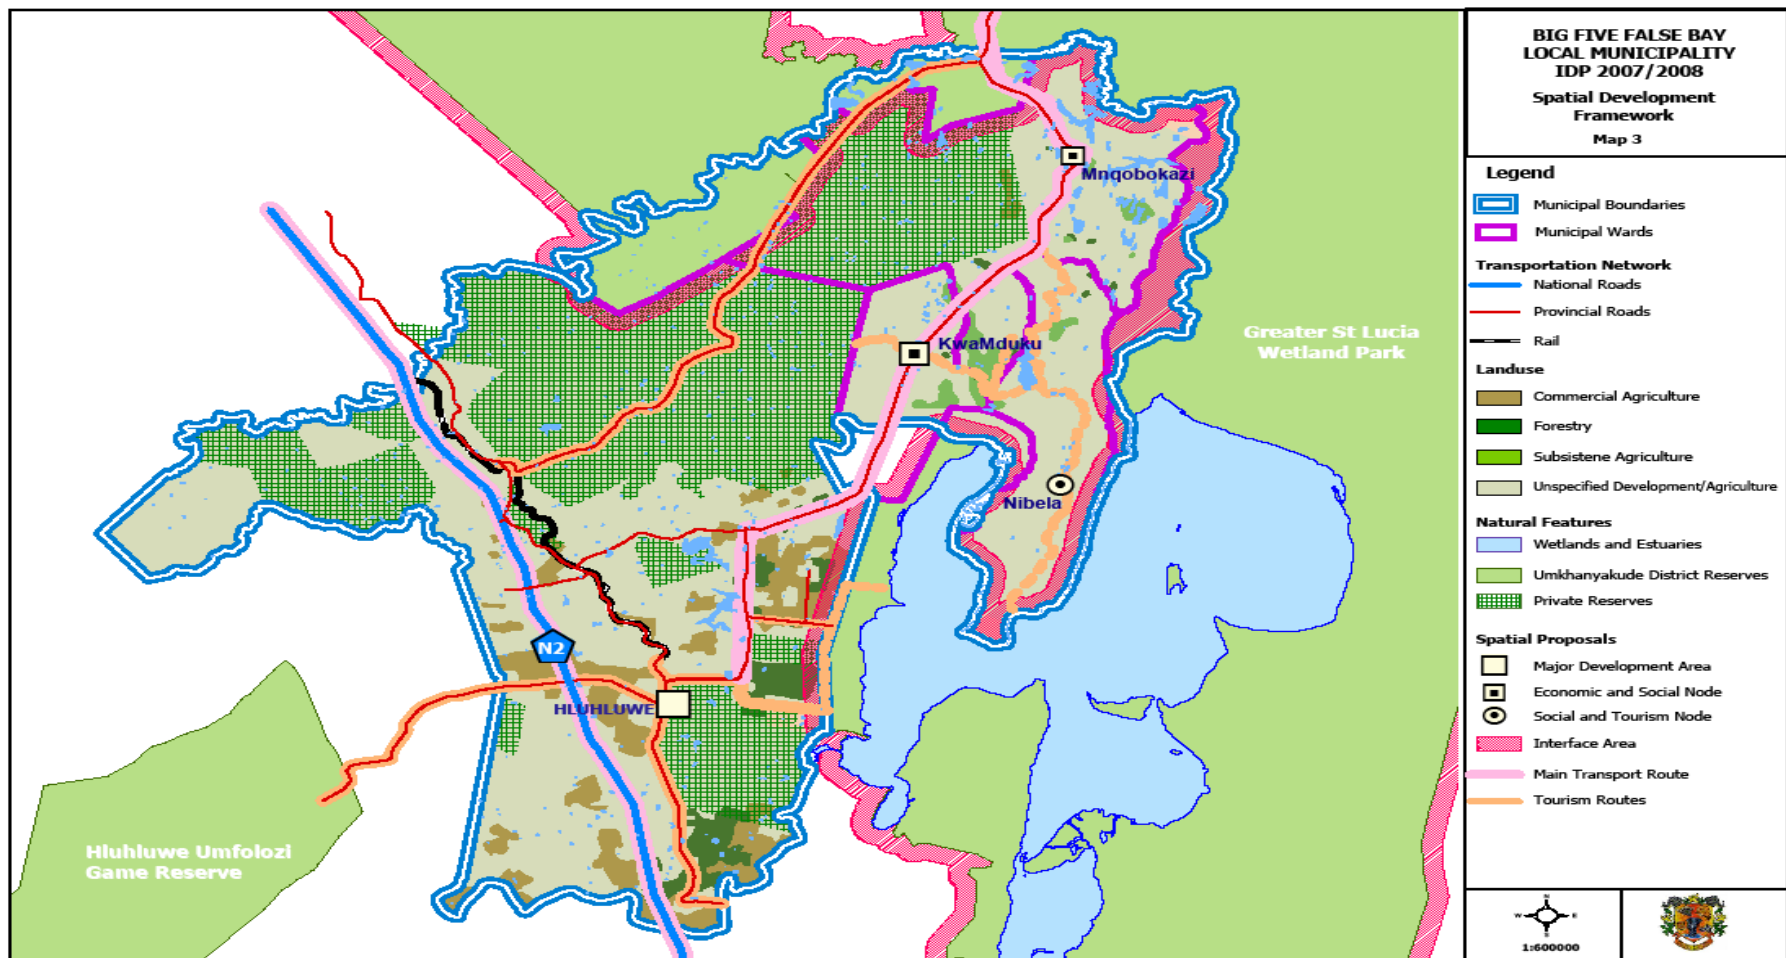 BIG FIVE FALSE BAY
LOCAL MUNICIPALITY
IDP 2007/2008
Spatial Development
Framework
Map 3
Legend
Municipal Boundaries
Municipal Wards
Transportation Network
National Roads
Provincial Roads
Rail
Landuse
Commercial Agriculture
Forestry
Subsistene Agriculture
Unspecified Development/Agriculture
Natural Features
Wetlands and Estuaries
Umkhanyakude District Reserves
Private Reserves
Spatial Proposals
Major Development Area
Economic and Social Node
Social and Tourism Node
Interface Area
Main Transport Route
Tourism Routes
N
W E
S
1:600000
Mnqobokazi
KwaMduku
Greater St Lucia
Wetland Park
Nibela
N2
HLUHLUWE
Hluhluwe Umfolozi
Game Reserve